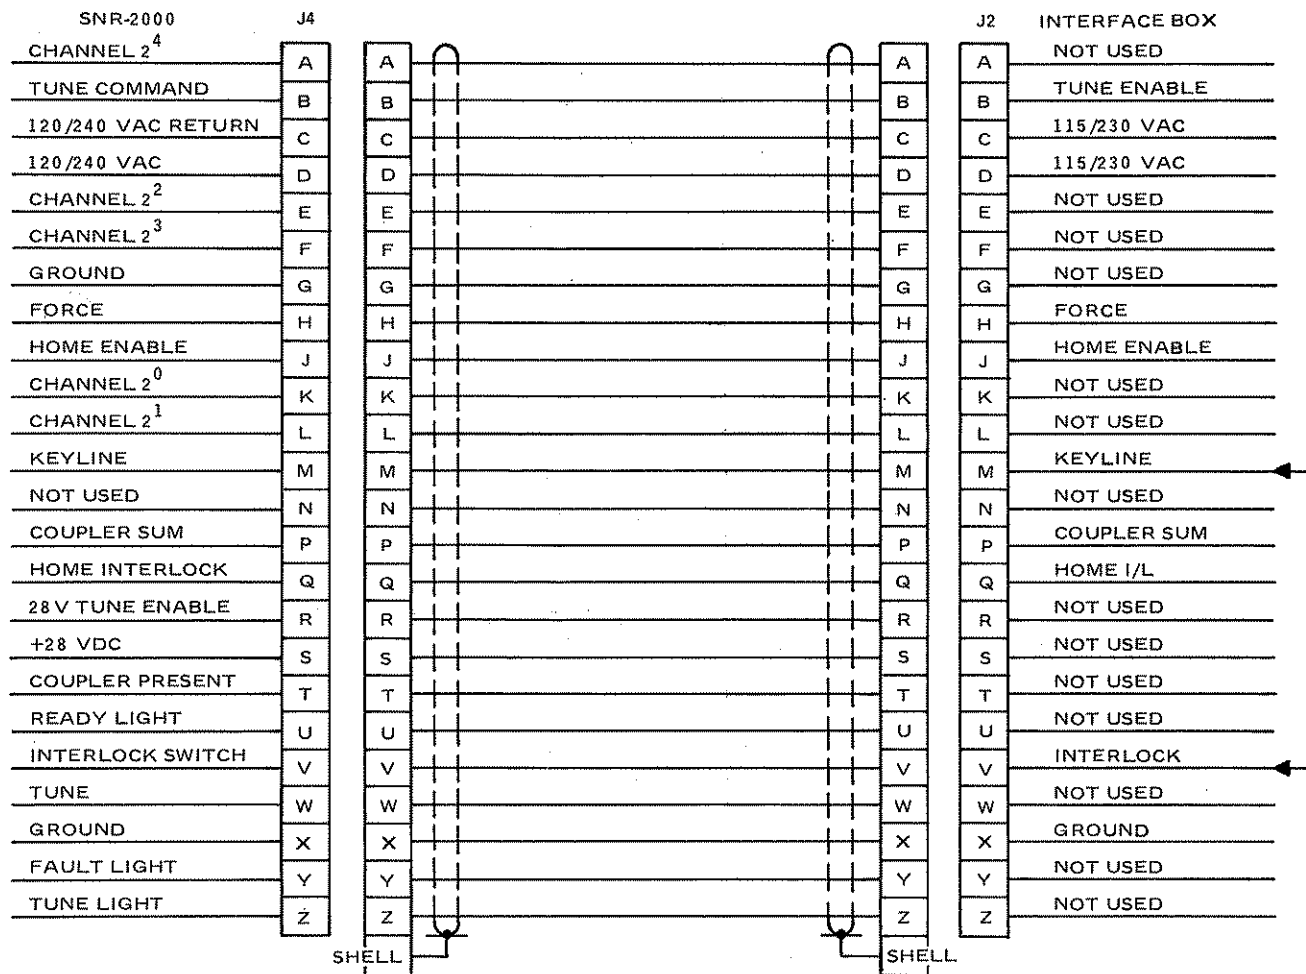 SNR-2000 J4 J2 INTERFACE BOX
CHANNEL 2⁴ A A A A NOT USED
TUNE COMMAND B B B B TUNE ENABLE
120/240 VAC RETURN C C C C 115/230 VAC
120/240 VAC D D D D 115/230 VAC
CHANNEL 2² E E E E NOT USED
CHANNEL 2³ F F F F NOT USED
GROUND G G G G NOT USED
FORCE H H H H FORCE
HOME ENABLE J J J J HOME ENABLE
CHANNEL 2⁰ K K K K NOT USED
CHANNEL 2¹ L L L L NOT USED
KEYLINE M M M M KEYLINE
NOT USED N N N N NOT USED
COUPLER SUM P P P P COUPLER SUM
HOME INTERLOCK Q Q Q Q HOME I/L
28V TUNE ENABLE R R R R NOT USED
+28 VDC S S S S NOT USED
COUPLER PRESENT T T T T NOT USED
READY LIGHT U U U U NOT USED
INTERLOCK SWITCH V V V V INTERLOCK
TUNE W W W W NOT USED
GROUND X X X X GROUND
FAULT LIGHT Y Y Y Y NOT USED
TUNE LIGHT Z Z Z Z NOT USED
SHELL SHELL